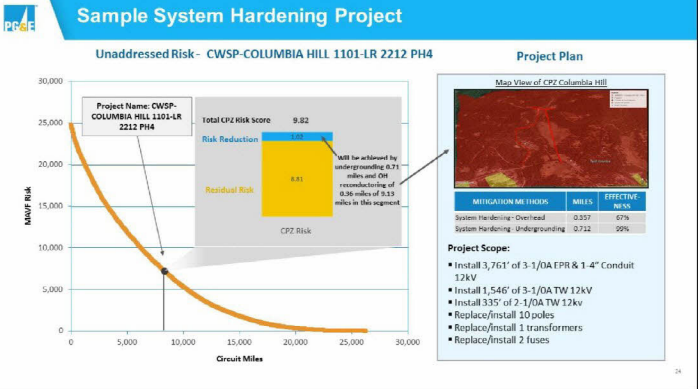 PG&E
Sample System Hardening Project
Unaddressed Risk - CWSP-COLUMBIA HILL 1101-LR 2212 PH4
Project Plan
30,000
25,000
20,000
15,000
10,000
5,000
0
MAVF Risk
0
5,000
10,000
15,000
20,000
25,000
30,000
Circuit Miles
Project Name: CWSP-
COLUMBIA HILL 1101-LR
2212 PH4
Total CPZ Risk Score 9.82
Risk Reduction
1.02
Residual Risk
8.81
CPZ Risk
Will be achieved by
undergrounding 0.71
miles and OH
reconductoring of
0.36 miles of 9.13
miles in this segment
Map View of CPZ Columbia Hill
MITIGATION METHODS MILES EFFECTIVE-
NESS
System Hardening - Overhead 0.357 67%
System Hardening - Undergrounding 0.712 99%
Project Scope:
▪ Install 3,761' of 3-1/0A EPR & 1-4" Conduit
12kV
▪ Install 1,546' of 3-1/0A TW 12kV
▪ Install 335' of 2-1/0A TW 12kv
▪ Replace/install 10 poles
▪ Replace/install 1 transformers
▪ Replace/install 2 fuses
24